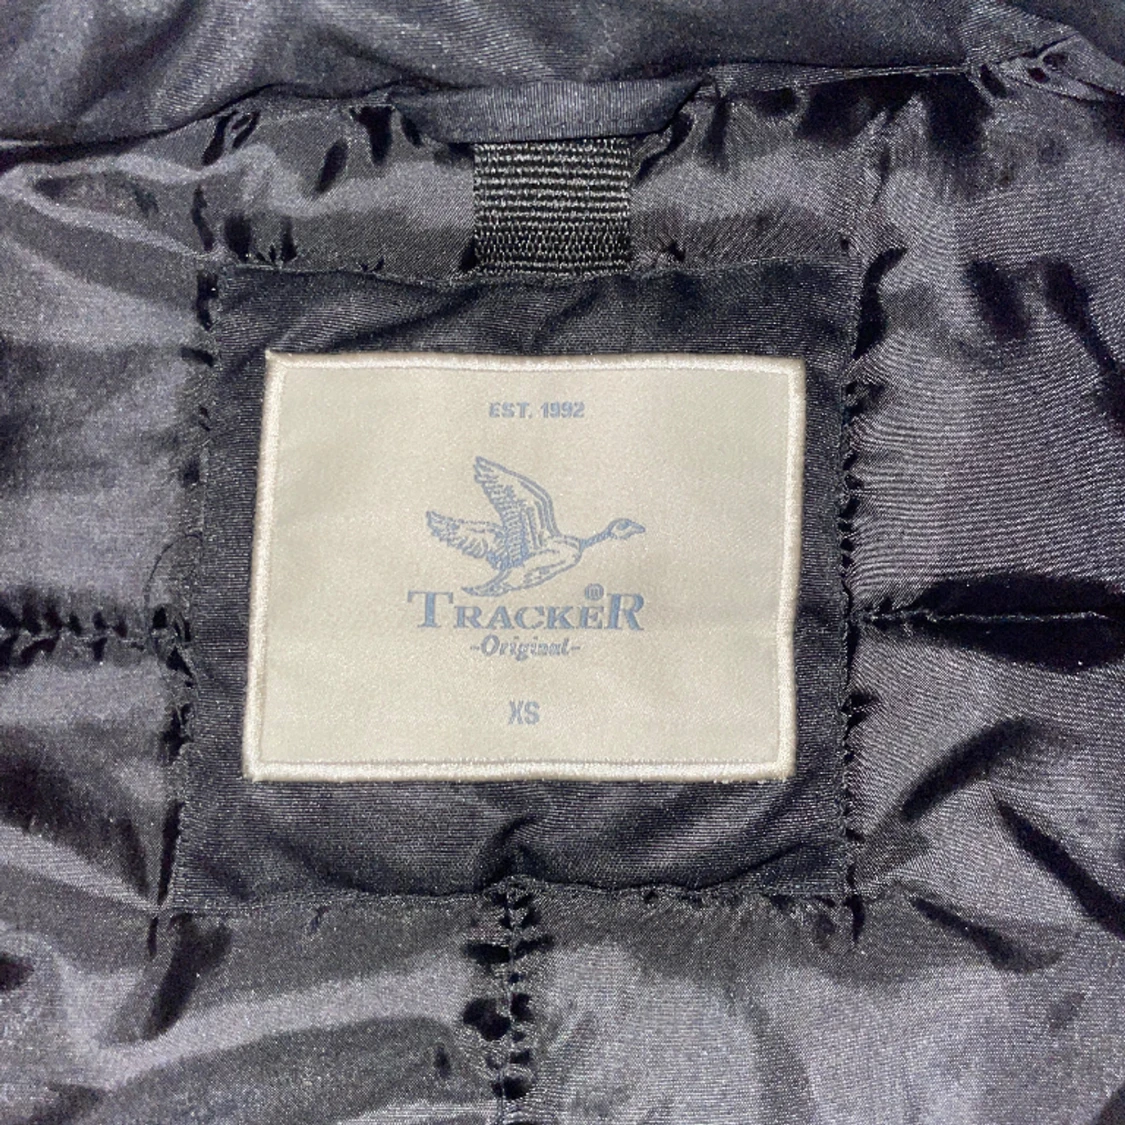 EST. 1992
TRACKER®
-Original-
XS